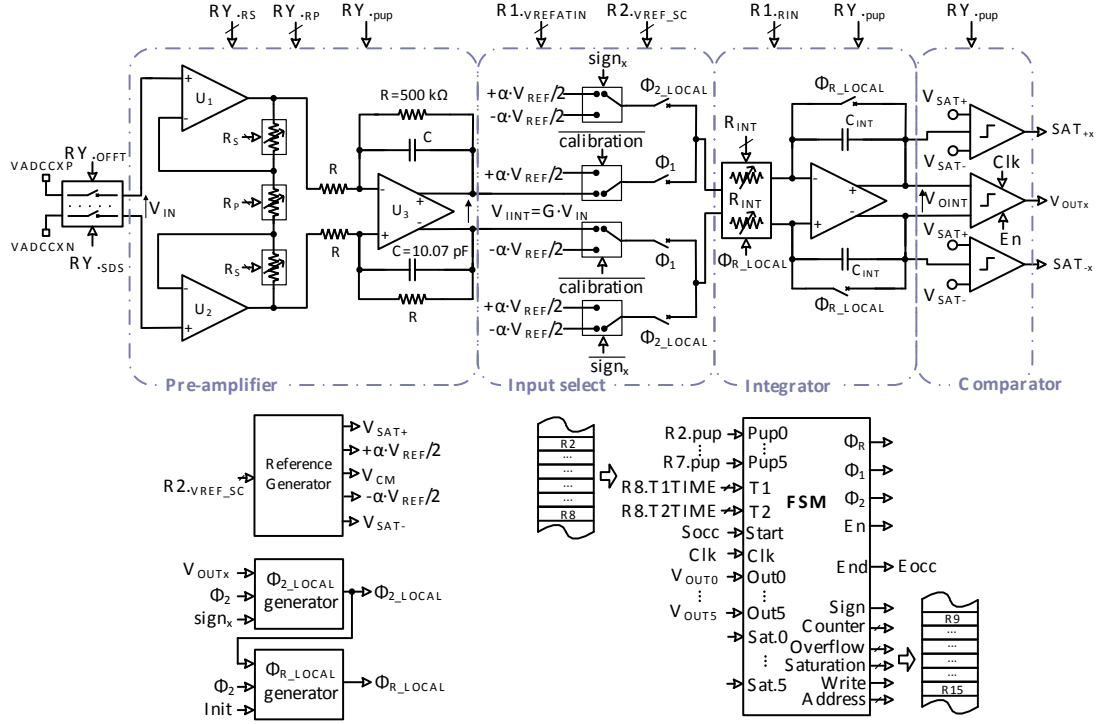 RY.RS RY.RP RY.pup R1.VREFATIN R2.VREF_SC R1.RIN RY.pup RY.pup
signₓ
+α·VREF/2
-α·VREF/2
Φ2_LOCAL
R=500 kΩ
C
calibration
+α·VREF/2
Φ1
ΦR_LOCAL
CINT
RINT
RINT
ΦR_LOCAL
VSAT+
VSAT-
SAT+x
Clk
VOUTx
En
VOINT
VSAT+
VSAT-
SAT-x
U1
+
-
RS
RP
RS
RY.OFFT
VADCCXP
VADCCXN
RY.SDS
VIN
U2
-
+
R
R
U3
-
+
+
-
VIINT=G·VIN
C=10.07 pF
R
-α·VREF/2
Φ1
calibration
+α·VREF/2
-α·VREF/2
Φ2_LOCAL
signₓ
-
+
+
-
CINT
ΦR_LOCAL
+
-
+
-
+
-
Pre-amplifier
Input select
Integrator
Comparator
R2.VREF_SC
Reference
Generator
VSAT+
+α·VREF/2
VCM
-α·VREF/2
VSAT-
VOUTx
Φ2
signₓ
Φ2_LOCAL
generator
Φ2_LOCAL
Φ2
Init
ΦR_LOCAL
generator
ΦR_LOCAL
R2
...
...
...
...
R8
R2.pup
⋮
R7.pup
R8.T1TIME
R8.T2TIME
Socc
Clk
VOUT0
⋮
VOUT5
Pup0
⋮
Pup5
T1
T2
Start
Clk
Out0
⋮
Out5
Sat.0
⋮
Sat.5
FSM
ΦR
Φ1
Φ2
En
End
Eocc
Sign
Counter
Overflow
Saturation
Write
Address
R9
...
...
...
...
R15